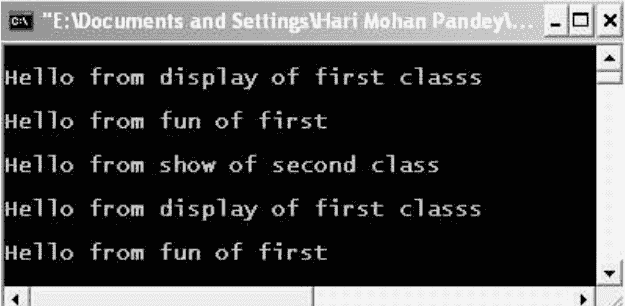 "E:\Documents and Settings\Hari Mohan Pandey\...
Hello from display of first classs
Hello from fun of first
Hello from show of second class
Hello from display of first classs
Hello from fun of first